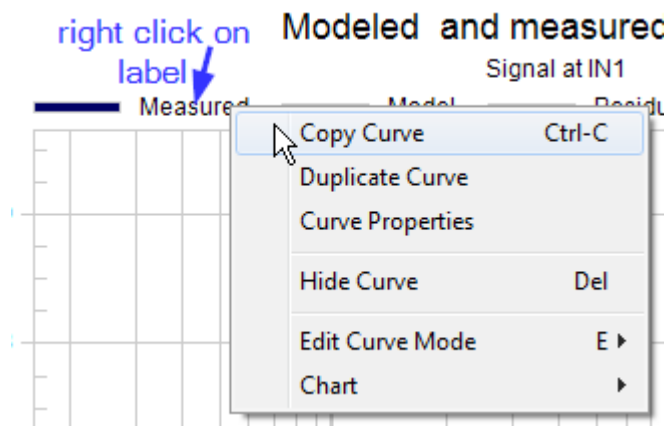 right click on
label
Modeled and measured
Signal at IN1
Measured
Model
Copy Curve Ctrl-C
Duplicate Curve
Curve Properties
Hide Curve Del
Edit Curve Mode E
Chart